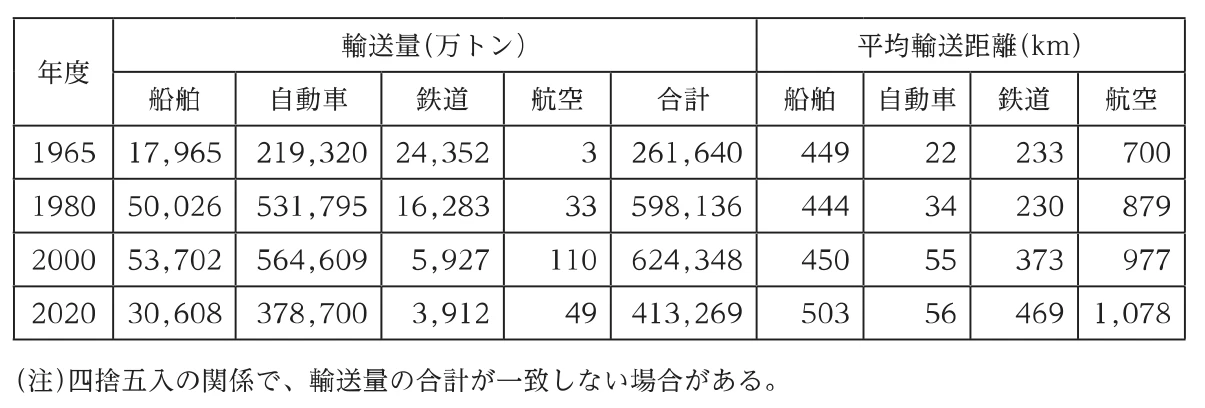 年度 輸送量(万トン) 平均輸送距離(km)
船舶 自動車 鉄道 航空 合計 船舶 自動車 鉄道 航空
1965 17,965 219,320 24,352 3 261,640 449 22 233 700
1980 50,026 531,795 16,283 33 598,136 444 34 230 879
2000 53,702 564,609 5,927 110 624,348 450 55 373 977
2020 30,608 378,700 3,912 49 413,269 503 56 469 1,078
(注)四捨五入の関係で、輸送量の合計が一致しない場合がある。